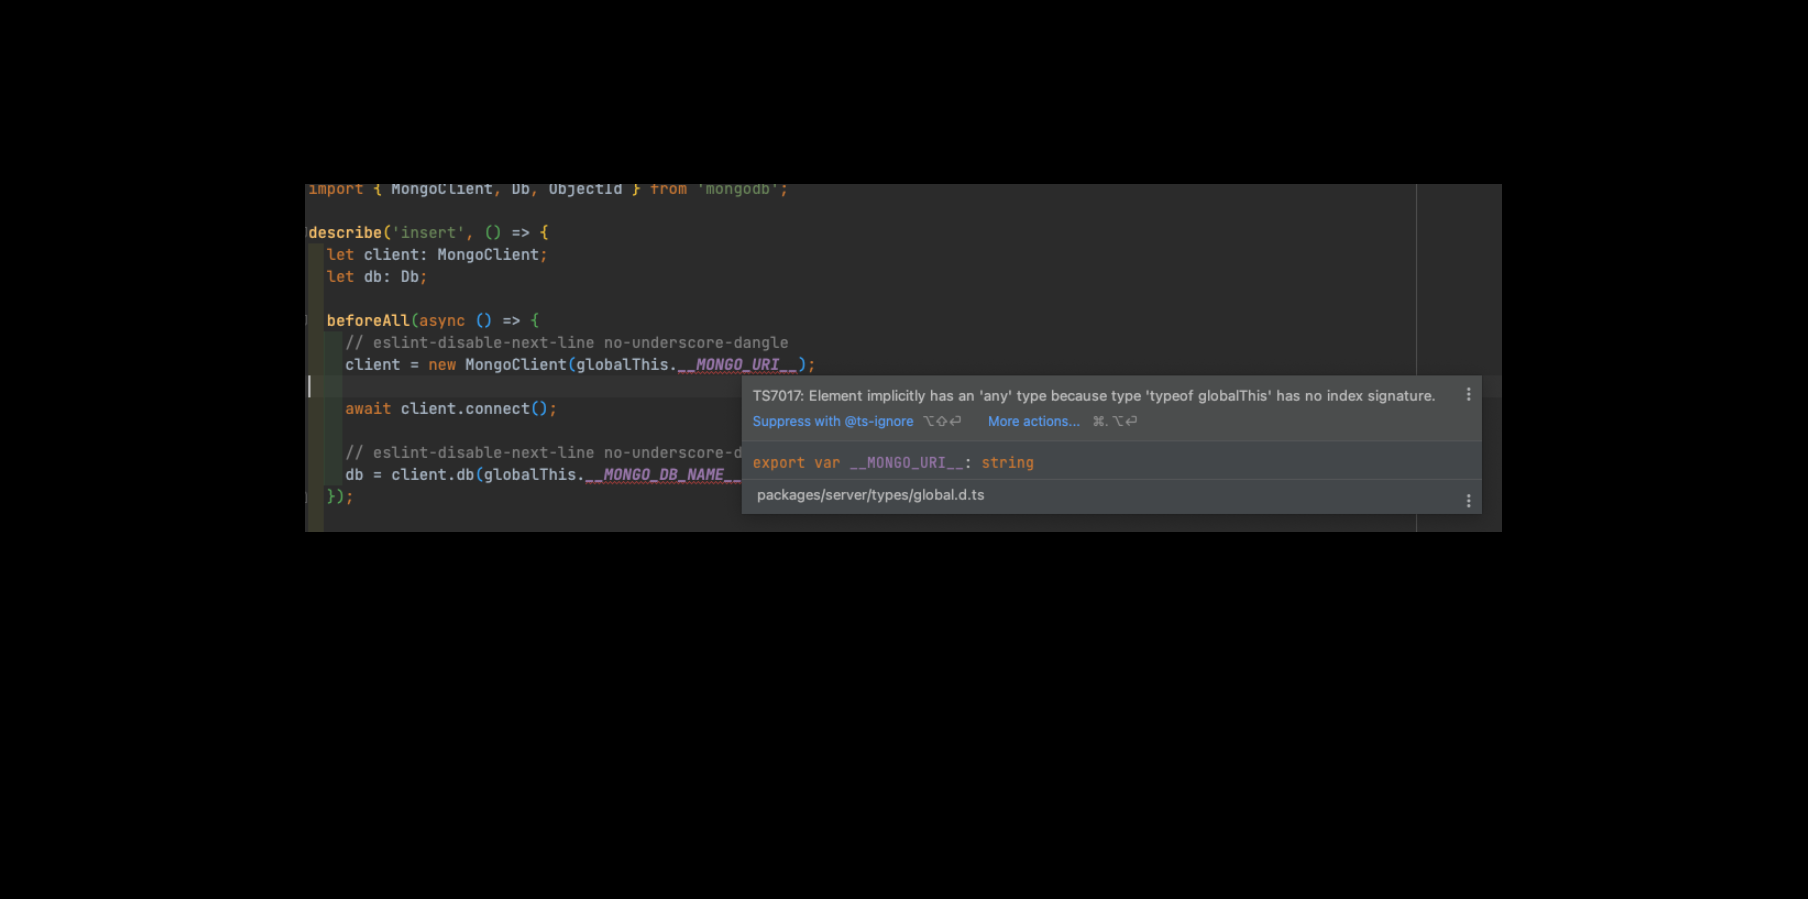 import { MongoClient, Db, ObjectId } from 'mongodb';
describe('insert', () => {
let client: MongoClient;
let db: Db;
beforeAll(async () => {
// eslint-disable-next-line no-underscore-dangle
client = new MongoClient(globalThis.__MONGO_URI__);
TS7017: Element implicitly has an 'any' type because type 'typeof globalThis' has no index signature.
Suppress with @ts-ignore ⌥⇧⏎ More actions... ⌘.⌥⏎
export var __MONGO_URI__: string
packages/server/types/global.d.ts
await client.connect();
// eslint-disable-next-line no-underscore-d
db = client.db(globalThis.__MONGO_DB_NAME__
});